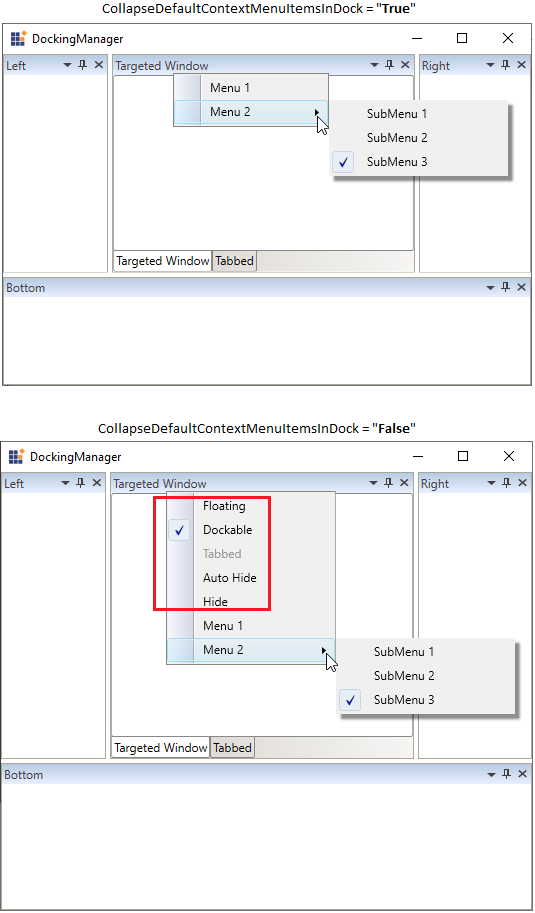 CollapseDefaultContextMenuItemsInDock = "True"
DockingManager
Left Targeted Window Right
Menu 1
Menu 2 SubMenu 1
SubMenu 2
SubMenu 3
Targeted Window Tabbed
Bottom
CollapseDefaultContextMenuItemsInDock = "False"
DockingManager
Left Targeted Window Right
Floating
Dockable
Tabbed
Auto Hide
Hide
Menu 1
Menu 2 SubMenu 1
SubMenu 2
SubMenu 3
Targeted Window Tabbed
Bottom